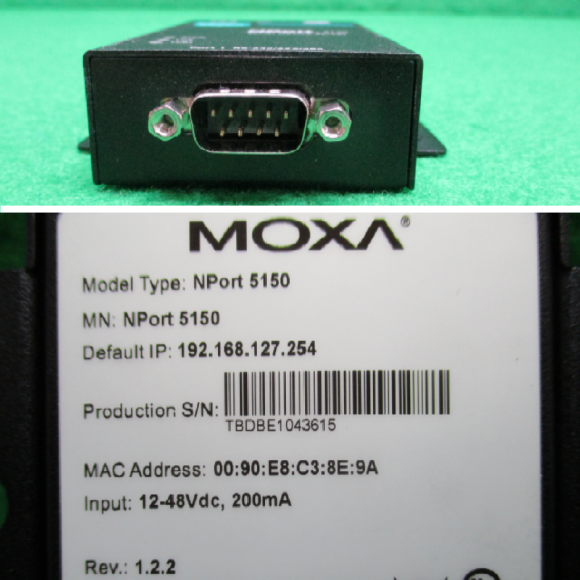 MOXA®
Model Type: NPort 5150
MN: NPort 5150
Default IP: 192.168.127.254
Production S/N:
TBDBE1043615
MAC Address: 00:90:E8:C3:8E:9A
Input: 12-48Vdc, 200mA
Rev.: 1.2.2